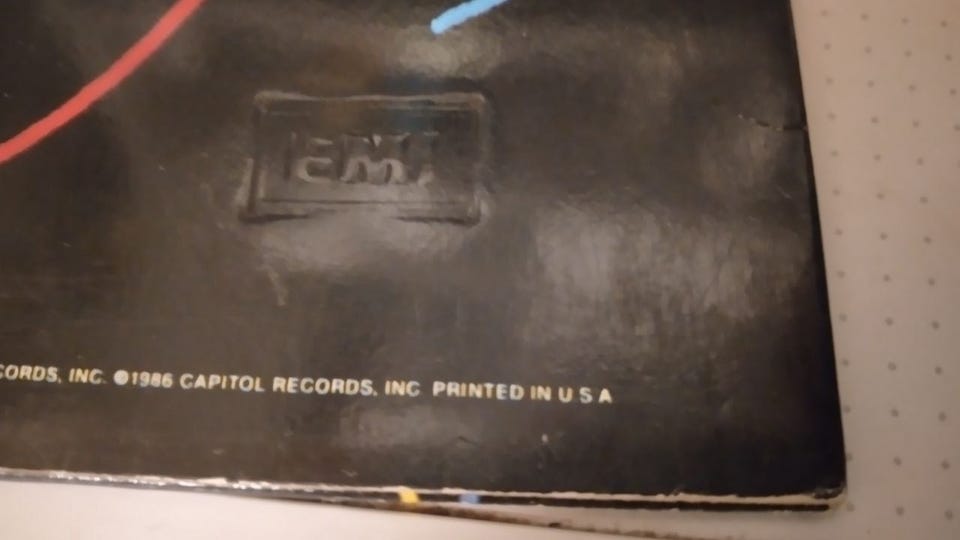 EMI
CORDS, INC. ℗1986 CAPITOL RECORDS, INC PRINTED IN U S A